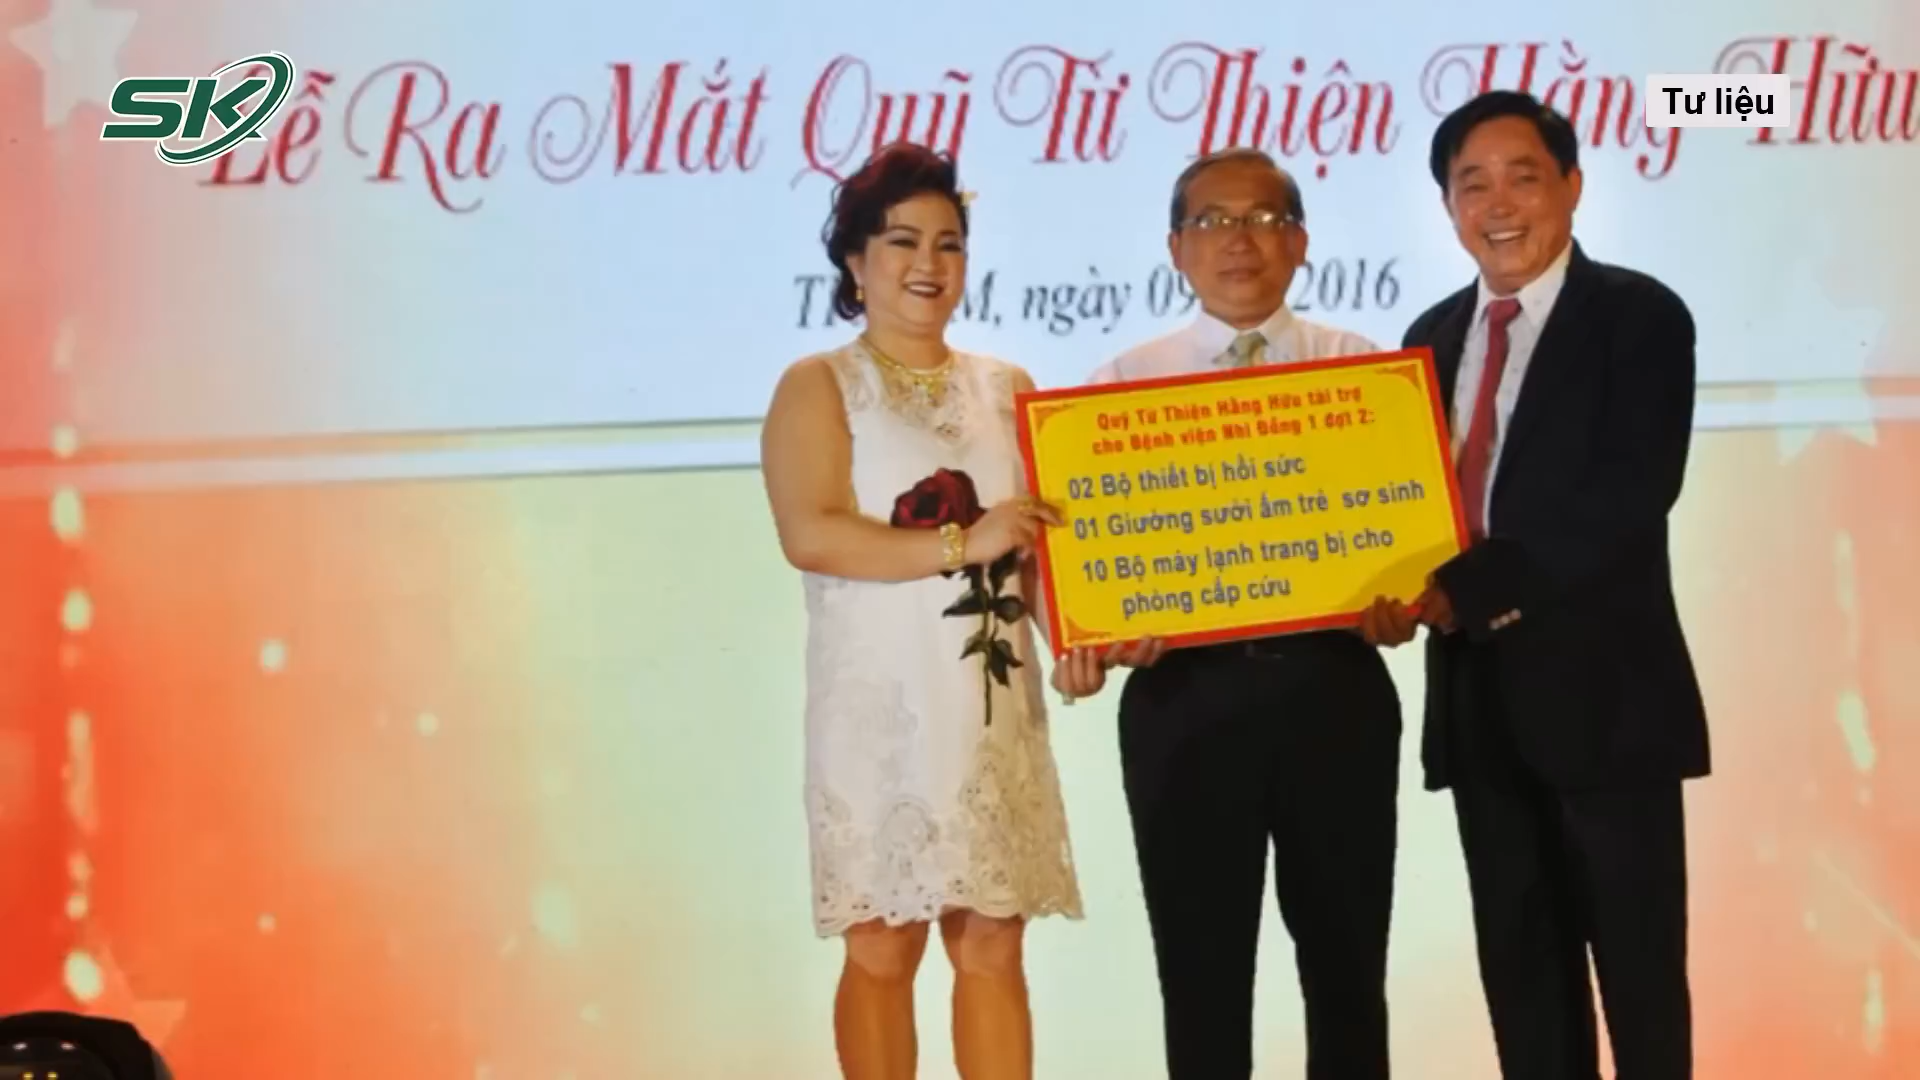 SK
Lễ Ra Mắt Quỹ Từ Thiện Hằng Hữu
Tư liệu
ngày 09 2016
Quỹ Từ Thiện Hằng Hữu tài trợ
cho Bệnh viện Nhi Đồng 1 đợt 2:
02 Bộ thiết bị hồi sức
01 Giường sưởi ấm trẻ sơ sinh
10 Bộ máy lạnh trang bị cho
phòng cấp cứu